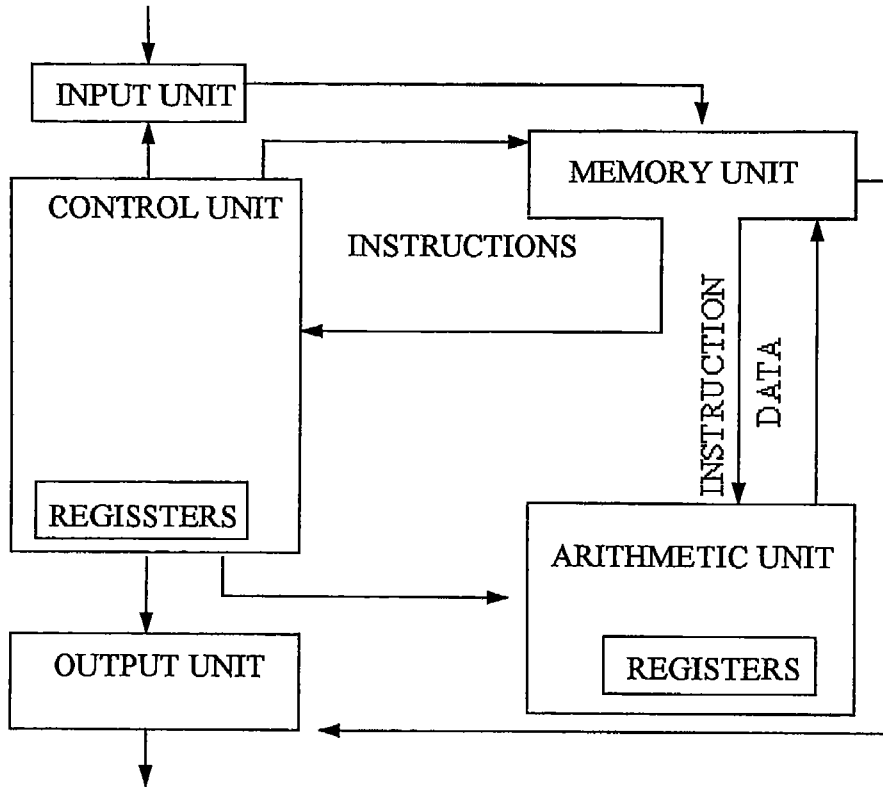 INPUT UNIT
MEMORY UNIT
CONTROL UNIT
INSTRUCTIONS
INSTRUCTION
DATA
REGISSTERS
ARITHMETIC UNIT
OUTPUT UNIT
REGISTERS